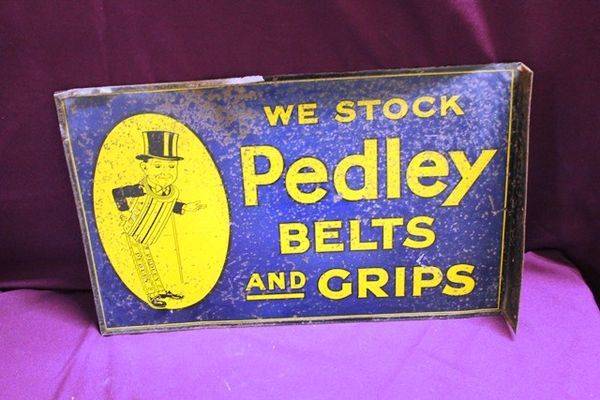 WE STOCK
Pedley
BELTS
AND GRIPS